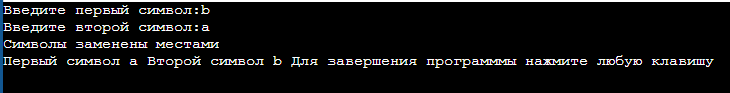 Введите первый символ:b
Введите второй символ:a
Символы заменены местами
Первый символ a Второй символ b Для завершения программмы нажмите любую клавишу